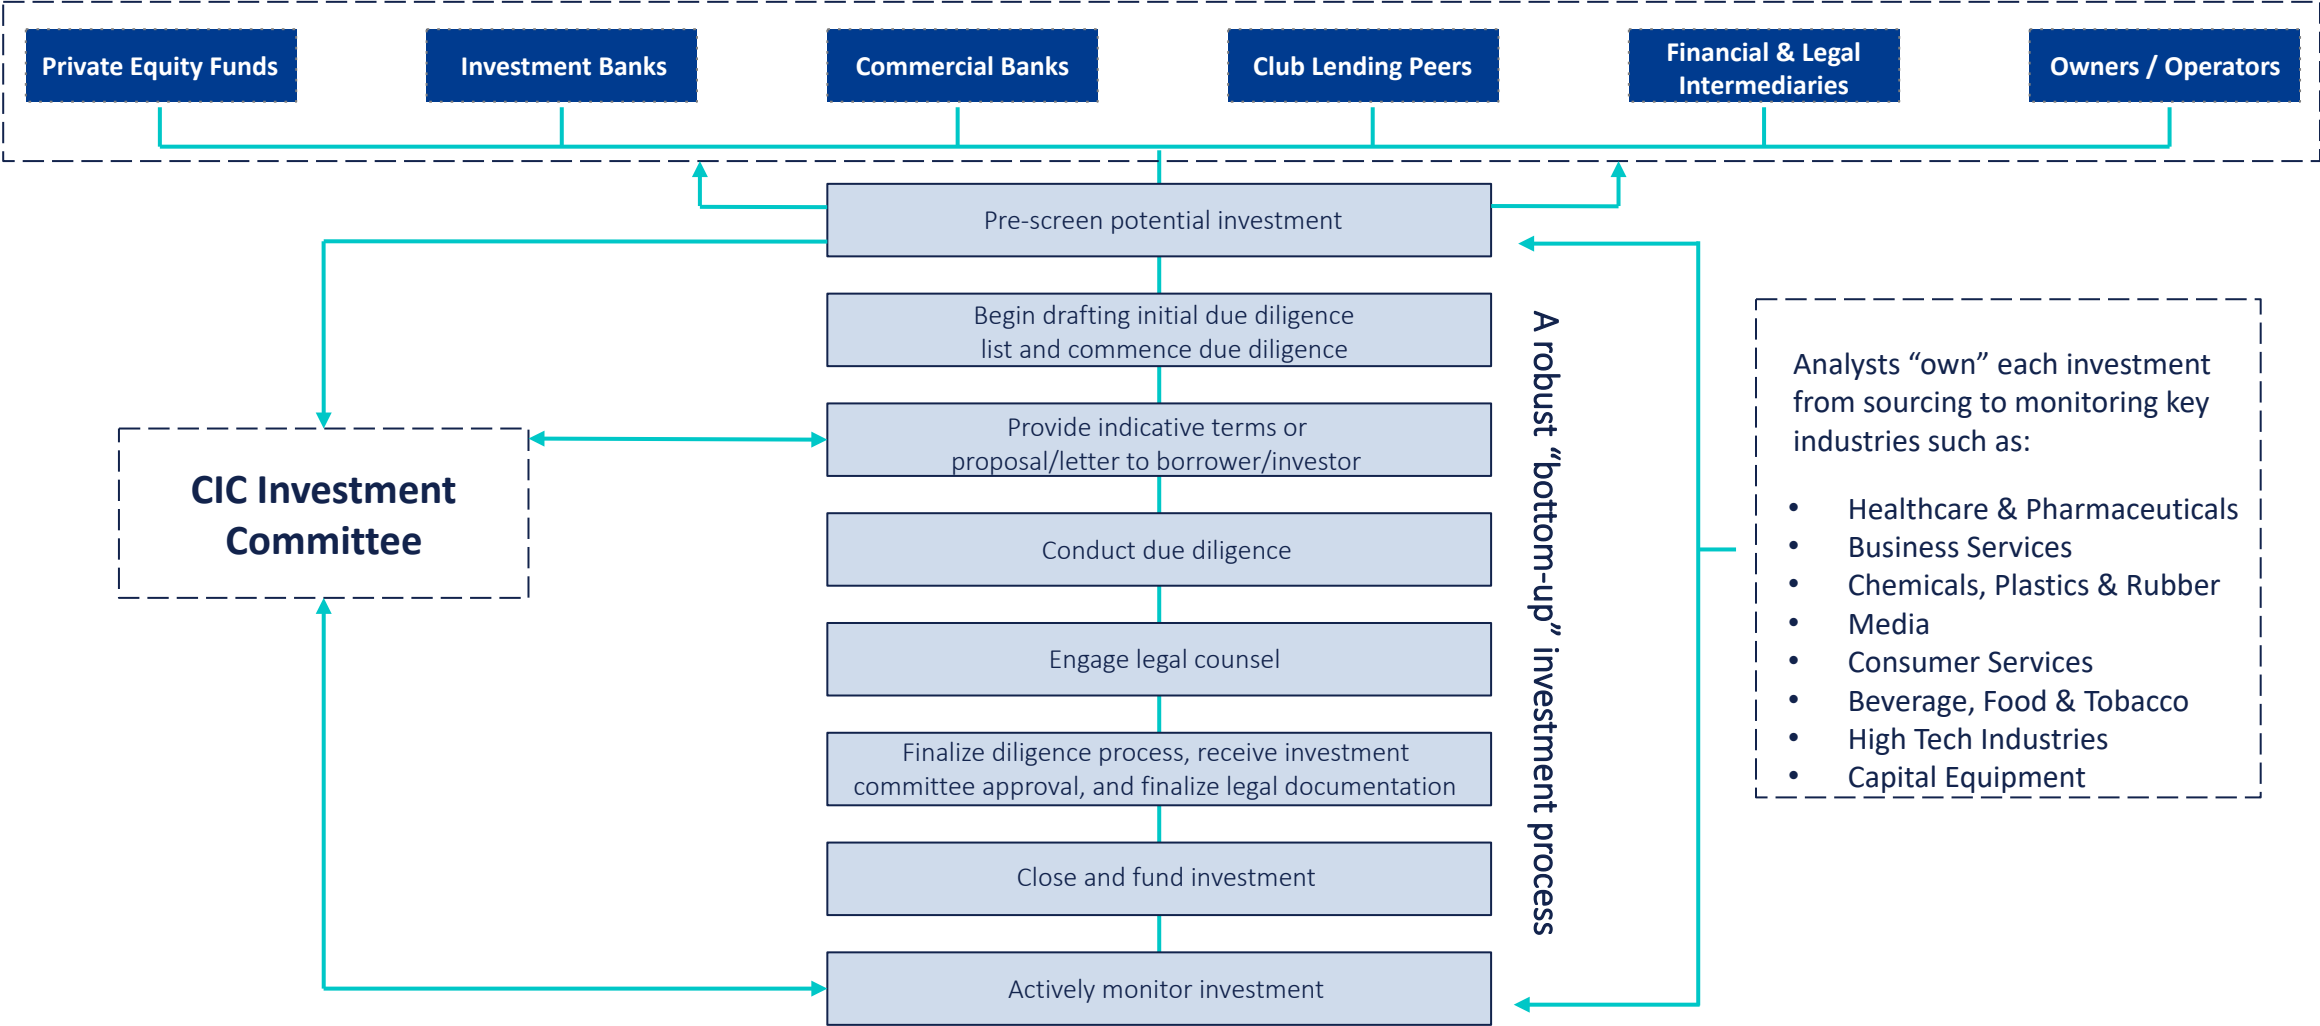 Private Equity Funds
Investment Banks
Commercial Banks
Club Lending Peers
Financial & Legal
Intermediaries
Owners / Operators
Pre-screen potential investment
Begin drafting initial due diligence
list and commence due diligence
Provide indicative terms or
proposal/letter to borrower/investor
Conduct due diligence
Engage legal counsel
Finalize diligence process, receive investment
committee approval, and finalize legal documentation
Close and fund investment
Actively monitor investment
CIC Investment
Committee
A robust “bottom-up” investment process
Analysts “own” each investment
from sourcing to monitoring key
industries such as:
• Healthcare & Pharmaceuticals
• Business Services
• Chemicals, Plastics & Rubber
• Media
• Consumer Services
• Beverage, Food & Tobacco
• High Tech Industries
• Capital Equipment